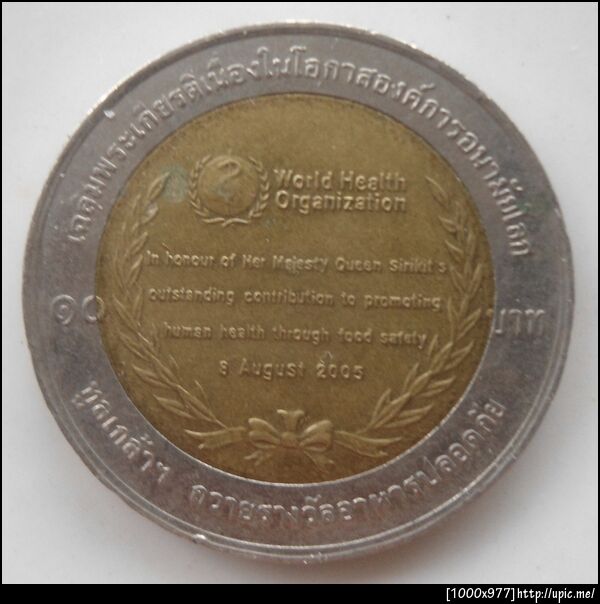 เฉลิมพระเกียรติเนื่องในโอกาสองค์การอนามัยโลก
World Health
Organization
In honour of Her Majesty Queen Sirikit's
outstanding contribution to promoting
human health through food safety
8 August 2005
๑๐ บาท
ทูลเกล้าฯ ถวายรางวัลอาหารปลอดภัย
[1000x977]http://upic.me/